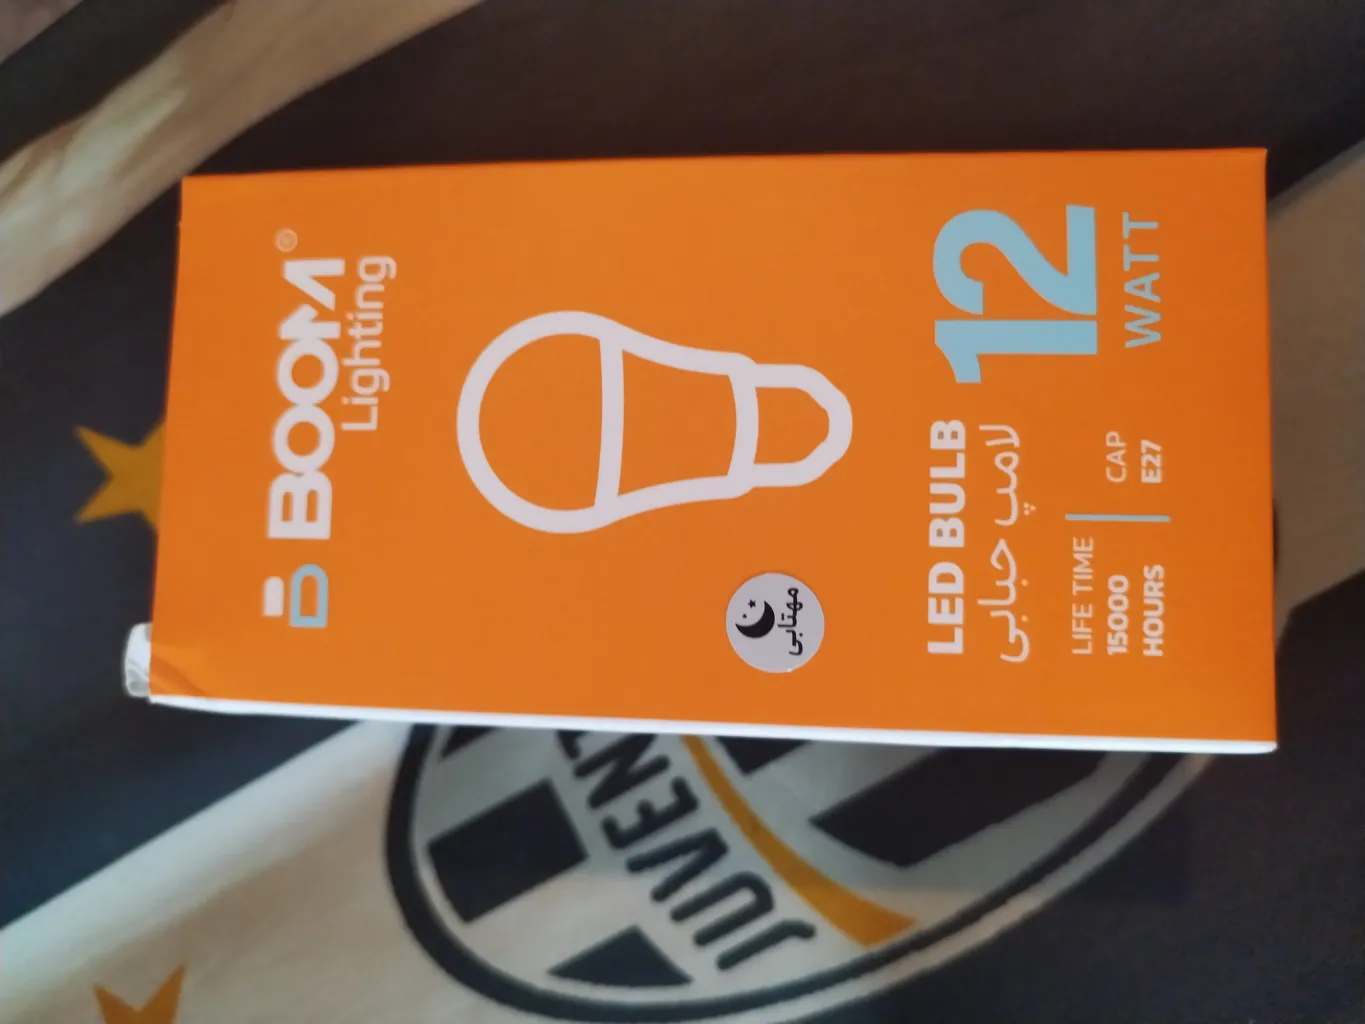 BOOM®
Lighting
مهتابی
LED BULB
لامپ حبابی
12
WATT
LIFE TIME
15000
HOURS
CAP
E27
JUVENT